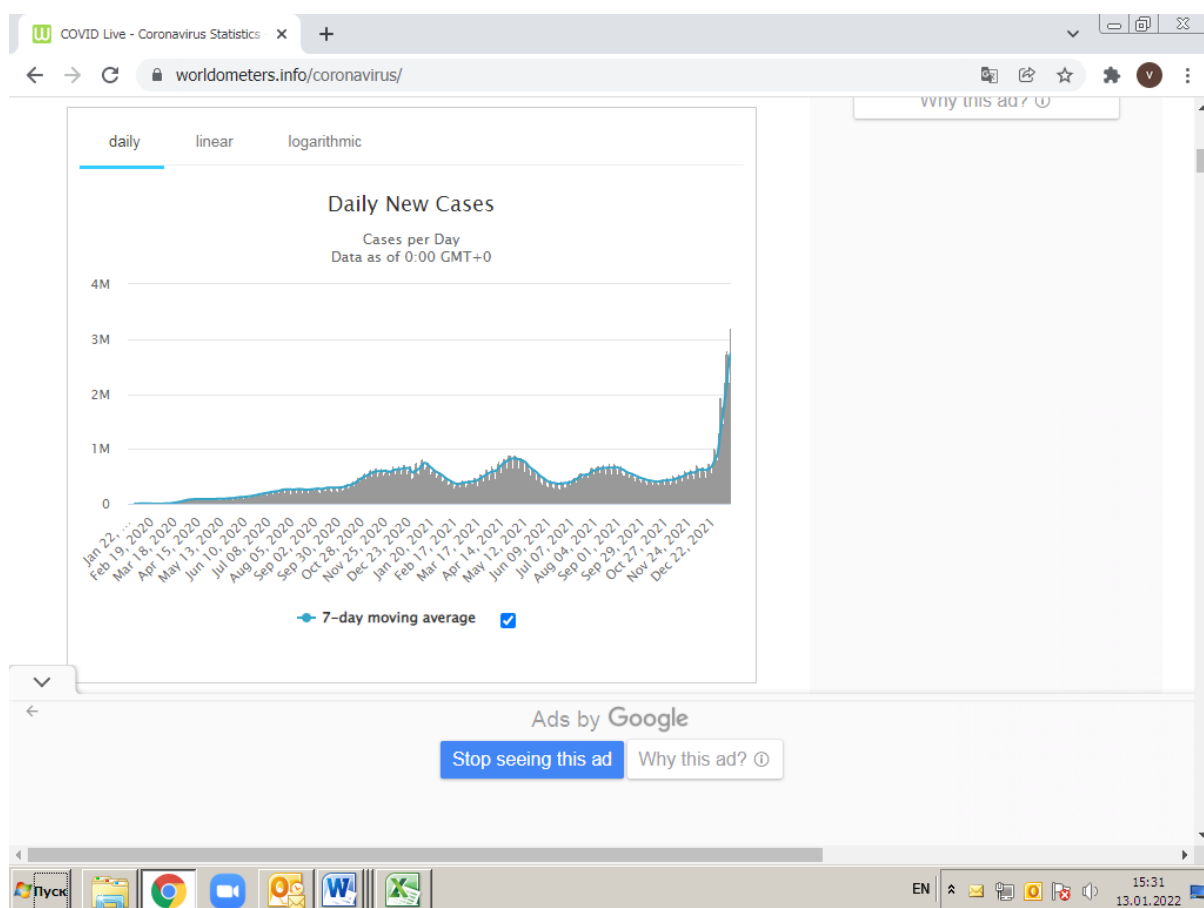 COVID Live - Coronavirus Statistics
worldometers.info/coronavirus/
V
Why this ad?
daily linear logarithmic
Daily New Cases
Cases per Day
Data as of 0:00 GMT+0
4M
3M
2M
1M
0
Jan 22, ... Feb 19, 2020 Mar 18, 2020 Apr 15, 2020 May 13, 2020 Jun 10, 2020 Jul 08, 2020 Aug 05, 2020 Sep 02, 2020 Sep 30, 2020 Oct 28, 2020 Nov 25, 2020 Dec 23, 2020 Jan 20, 2021 Feb 17, 2021 Mar 17, 2021 Apr 14, 2021 May 12, 2021 Jun 09, 2021 Jul 07, 2021 Aug 04, 2021 Sep 01, 2021 Sep 29, 2021 Oct 27, 2021 Nov 24, 2021 Dec 22, 2021
7-day moving average
Ads by Google
Stop seeing this ad Why this ad?
Пуск
EN
15:31
13.01.2022